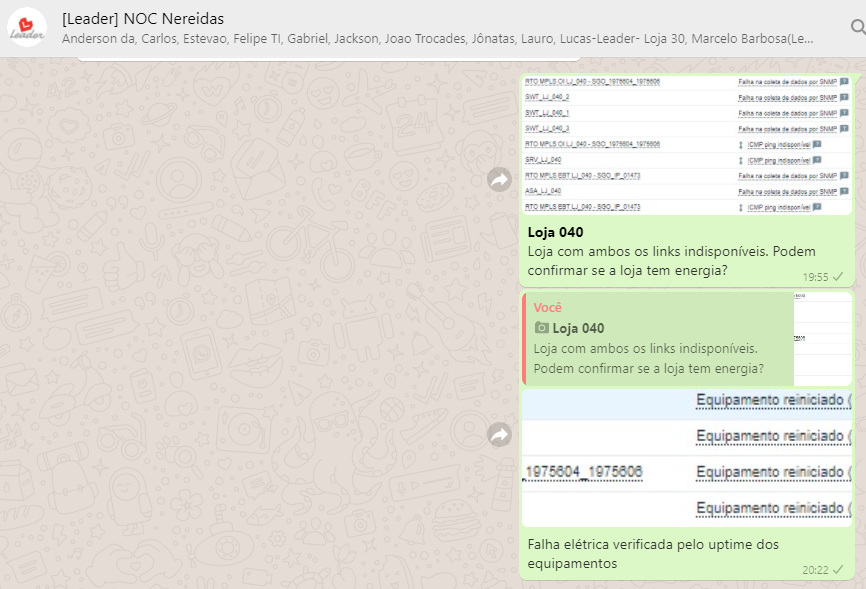 Leader
[Leader] NOC Nereidas
Anderson da, Carlos, Estevao, Felipe TI, Gabriel, Jackson, Joao Trocades, Jônatas, Lauro, Lucas-Leader- Loja 30, Marcelo Barbosa(Le...
RTO MPLS OI LJ_040 - SGO_1975604_1975606 Falha na coleta de dados por SNMP
SWT_LJ_040_2 Falha na coleta de dados por SNMP
SWT_LJ_040_1 Falha na coleta de dados por SNMP
SWT_LJ_040_3 Falha na coleta de dados por SNMP
RTO MPLS OI LJ_040 - SGO_1975604_1975606 ICMP ping indisponível
SRV_LJ_040 ICMP ping indisponível
RTO MPLS EBT LJ_040 - SGO_IP_01473 Falha na coleta de dados por SNMP
ASA_LJ_040 Falha na coleta de dados por SNMP
RTO MPLS EBT LJ_040 - SGO_IP_01473 ICMP ping indisponível
Loja 040
Loja com ambos os links indisponíveis. Podem
confirmar se a loja tem energia?
19:55
Você
Loja 040
Loja com ambos os links indisponíveis.
Podem confirmar se a loja tem energia?
Equipamento reiniciado (
Equipamento reiniciado (
_1975604_1975606 Equipamento reiniciado (
Equipamento reiniciado (
Falha elétrica verificada pelo uptime dos
equipamentos
20:22